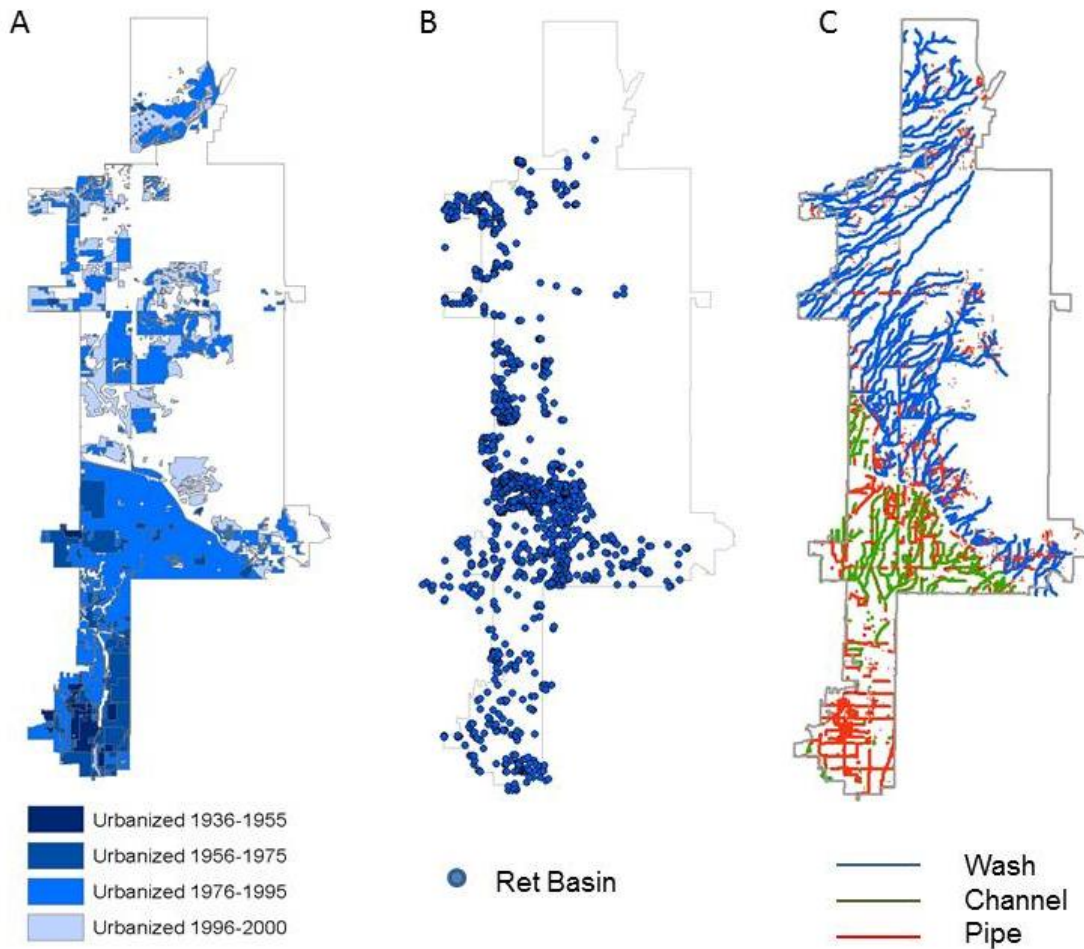 A
B
C
Urbanized 1936-1955
Urbanized 1956-1975
Urbanized 1976-1995
Urbanized 1996-2000
Ret Basin
Wash
Channel
Pipe